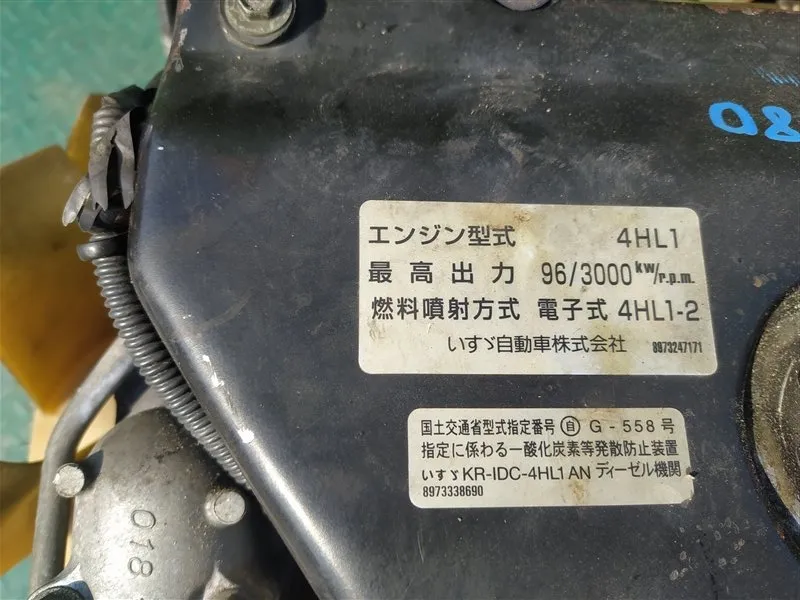 08
エンジン型式 4HL1
最高出力 96/3000kW/r.p.m.
燃料噴射方式 電子式 4HL1-2
いすゞ自動車株式会社 8973247171
国土交通省型式指定番号 自 G-558号
指定に係わる一酸化炭素等発散防止装置
いすゞ KR-IDC-4HL1AN ディーゼル機関
8973338690
018